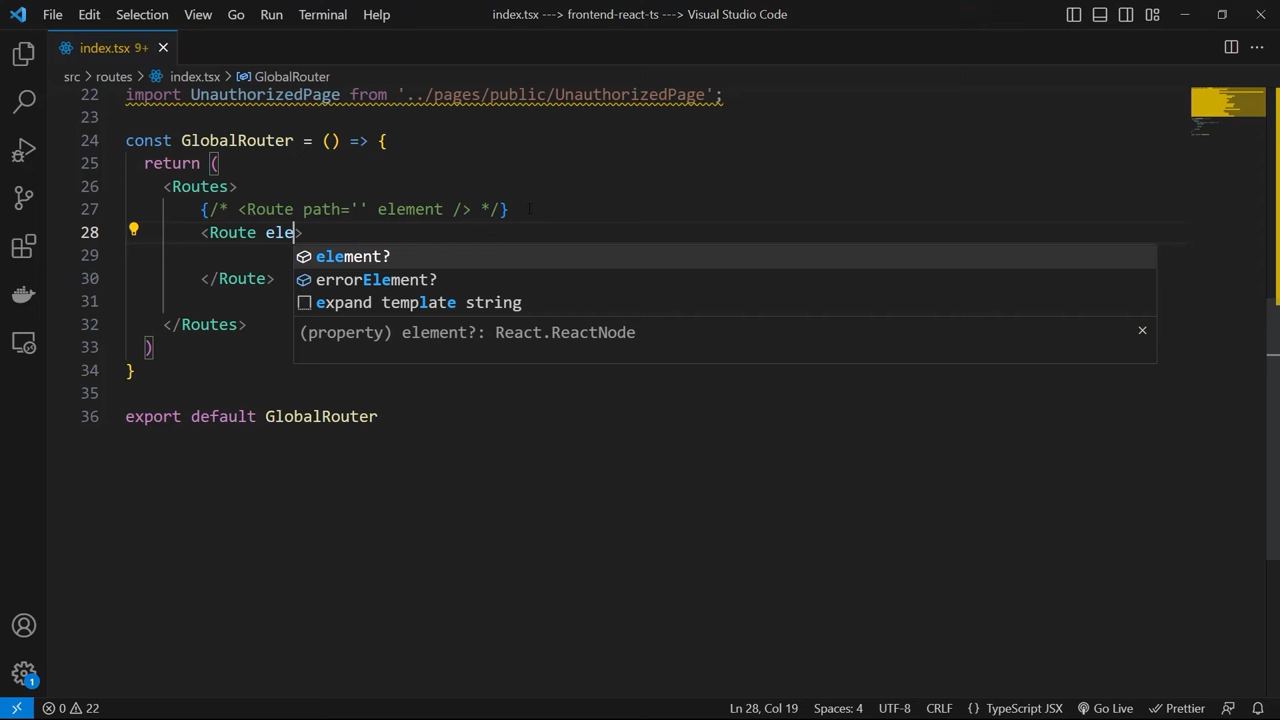 File Edit Selection View Go Run Terminal Help index.tsx ---> frontend-react-ts ---> Visual Studio Code
index.tsx 9+
src > routes > index.tsx > GlobalRouter
22 import UnauthorizedPage from '../pages/public/UnauthorizedPage';
23
24 const GlobalRouter = () => {
25 return (
26 <Routes>
27 {/* <Route path='' element /> */}
28 <Route ele>
element?
29
errorElement?
30 </Route>
expand template string
31
(property) element?: React.ReactNode
32 </Routes>
33 )
34 }
35
36 export default GlobalRouter
1
0 22 Ln 28, Col 19 Spaces: 4 UTF-8 CRLF {} TypeScript JSX Go Live Prettier